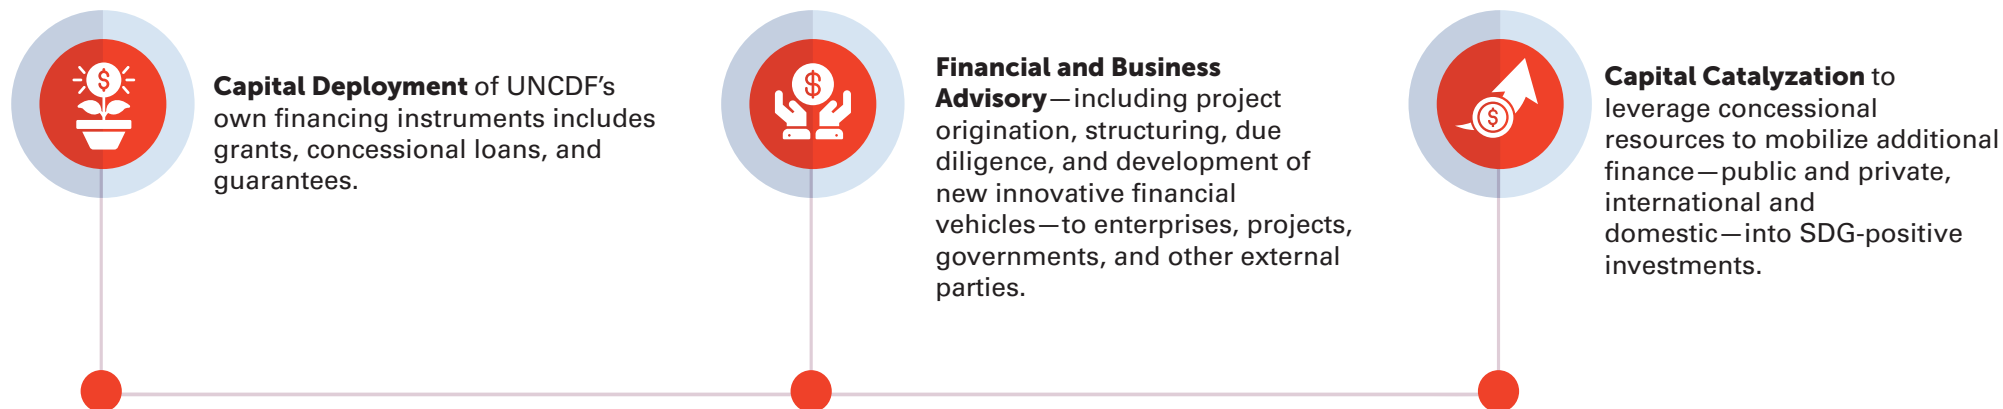 Capital Deployment of UNCDF’s
own financing instruments includes
grants, concessional loans, and
guarantees.
Financial and Business
Advisory—including project
origination, structuring, due
diligence, and development of
new innovative financial
vehicles—to enterprises, projects,
governments, and other external
parties.
Capital Catalyzation to
leverage concessional
resources to mobilize additional
finance—public and private,
international and
domestic—into SDG-positive
investments.